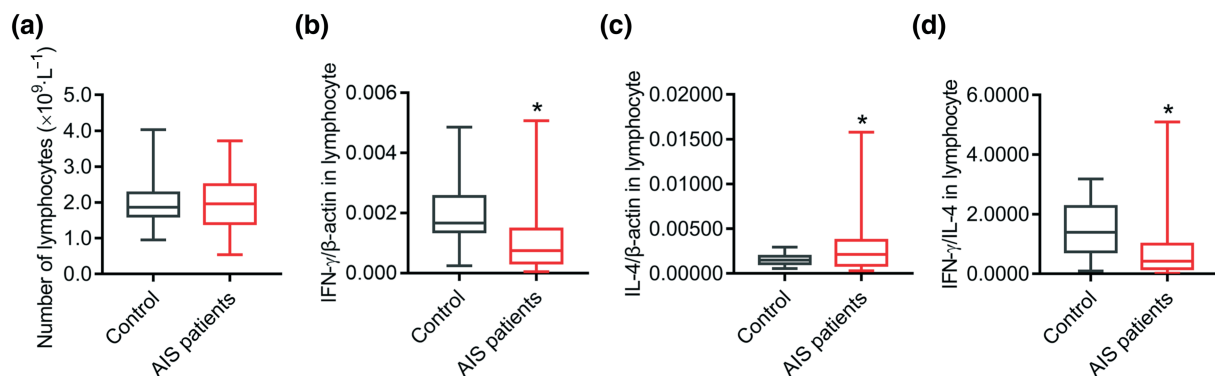 (a)
Number of lymphocytes (×10⁹·L⁻¹)
5.0
4.0
3.0
2.0
1.0
0.0
Control
AIS patients
(b)
IFN-γ/β-actin in lymphocyte
0.006
0.004
0.002
0.000
*
Control
AIS patients
(c)
IL-4/β-actin in lymphocyte
0.02000
0.01500
0.01000
0.00500
0.00000
*
Control
AIS patients
(d)
IFN-γ/IL-4 in lymphocyte
6.0000
4.0000
2.0000
0.0000
*
Control
AIS patients